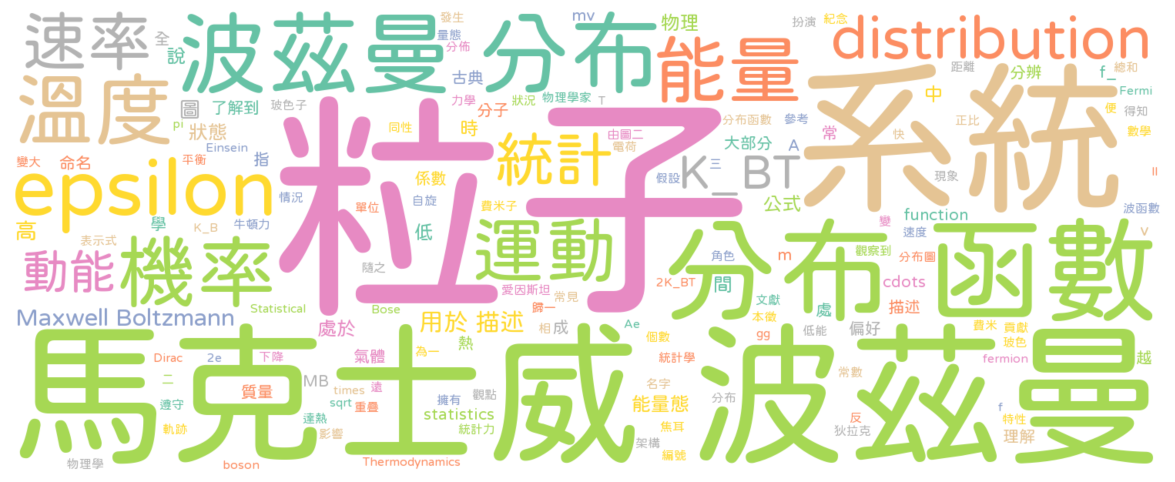 速率
全
說
波茲曼
發生
量態
分佈
分布
mv
物理
能量
扮演
紀念
distribution
溫度
玻色子
圖
了解到
古典
力學
分子
狀況
物理學家
T
距離
分辨
f_
總和
Fermi
中
便
得知
pi
狀態
同性
時
由圖二
電荷
分布函數
參考
大部分
常
A
快
正比
數學
Einsein
變大
命名
平衡
指
粒子
統計
K_BT
三
假設
系統
現象
II
epsilon
係數
情況
自旋
單位
費米子
公式
變
function
波函數
高
學
K_B
牛頓力
低
速度
v
表示式
動能
機率
運動
角色
m
觀察到
分布圖
分布函數
隨之
愛因斯坦
2K_BT
間
cdots
Statistical
Bose
歸一
常見
文獻
處
描述
Maxwell Boltzmann
處於
用於
描述
相
成
Ae
個數
本徵
低能
偏好
費米
貢獻
玻色
熱
馬克士威
波茲曼
gg
Dirac
2e
下降
氣體
為一
統計學
fermion
越
二
質量
MB
times
遠
名字
常數
遵守
sqrt
重疊
擁有
觀點
能量態
分布
反
f
特性
達熱
statistics
焦耳
軌跡
影響
統計力
架構
狄拉克
理解
編號
物理學
boson
Thermodynamics